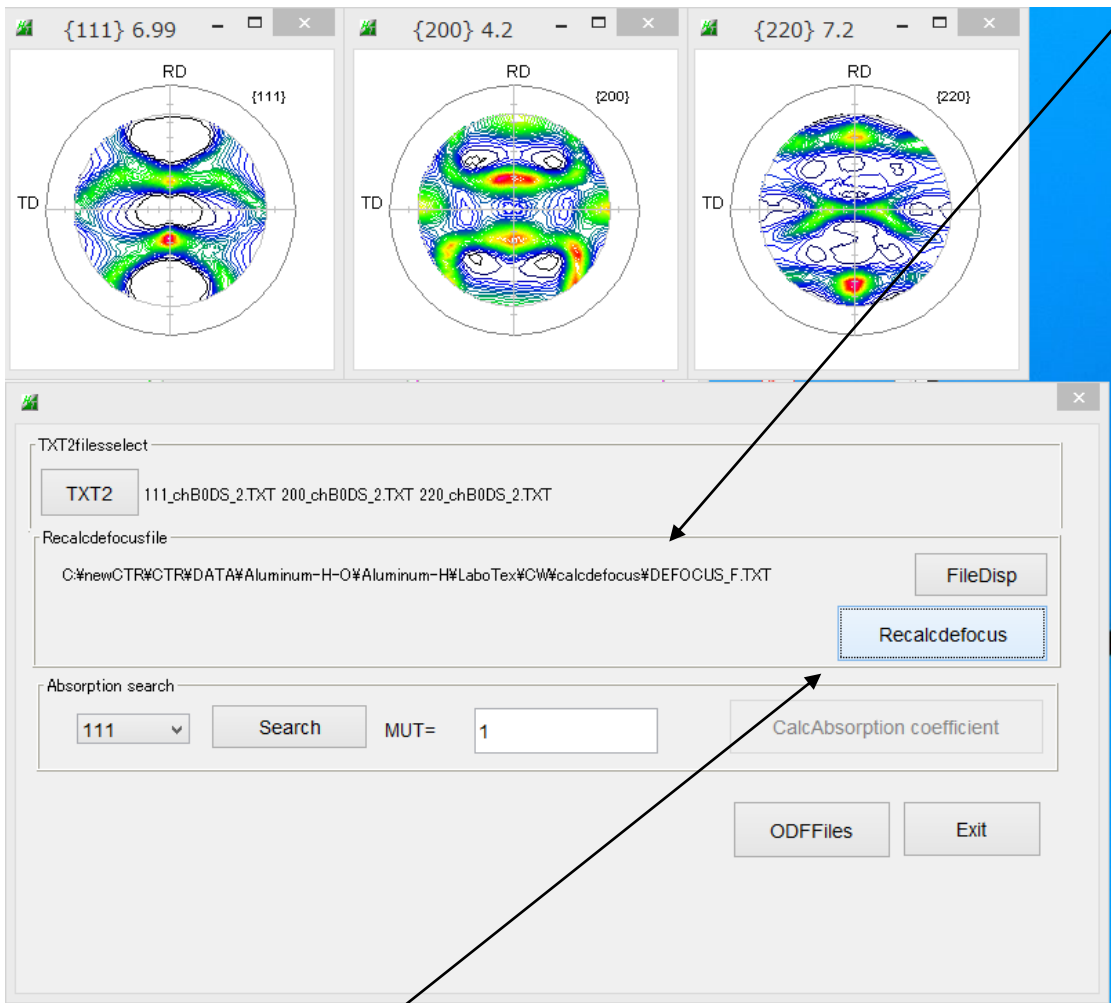 {111} 6.99
{200} 4.2
{220} 7.2
RD
{111}
TD
RD
{200}
TD
RD
{220}
TD
TXT2filesselect
TXT2 111_chB0DS_2.TXT 200_chB0DS_2.TXT 220_chB0DS_2.TXT
Recalcdefocusfile
C:¥newCTR¥CTR¥DATA¥Aluminum-H-O¥Aluminum-H¥LaboTex¥CW¥calcdefocus¥DEFOCUS_F.TXT FileDisp
Recalcdefocus
Absorption search
111 Search MUT= 1 CalcAbsorption coefficient
ODFFiles Exit